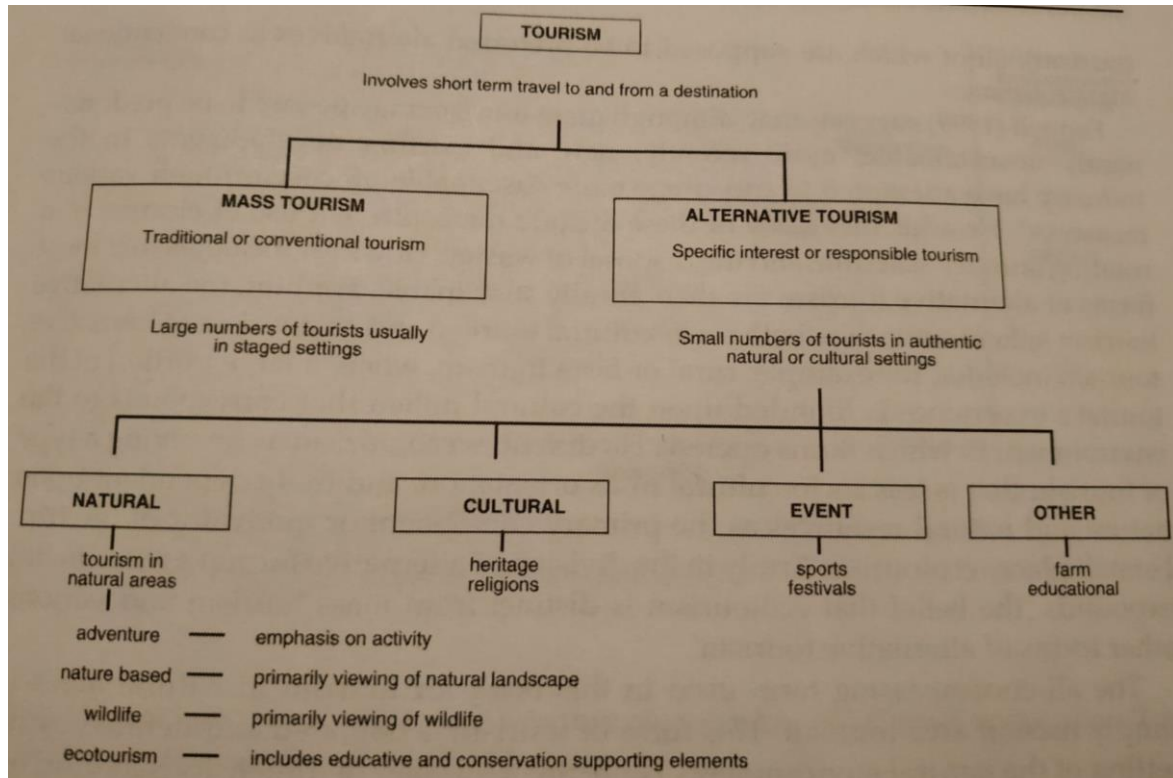 TOURISM
Involves short term travel to and from a destination
MASS TOURISM
Traditional or conventional tourism
Large numbers of tourists usually
in staged settings
ALTERNATIVE TOURISM
Specific interest or responsible tourism
Small numbers of tourists in authentic
natural or cultural settings
NATURAL
tourism in
natural areas
CULTURAL
heritage
religions
EVENT
sports
festivals
OTHER
farm
educational
adventure — emphasis on activity
nature based — primarily viewing of natural landscape
wildlife — primarily viewing of wildlife
ecotourism — includes educative and conservation supporting elements